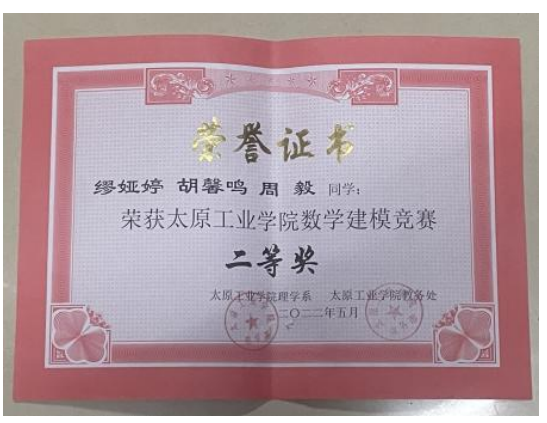 荣誉证书
缪娅婷 胡馨鸣 周 毅 同学:
荣获太原工业学院数学建模竞赛
二等奖
太原工业学院理学系 太原工业学院教务处
二〇二二年五月